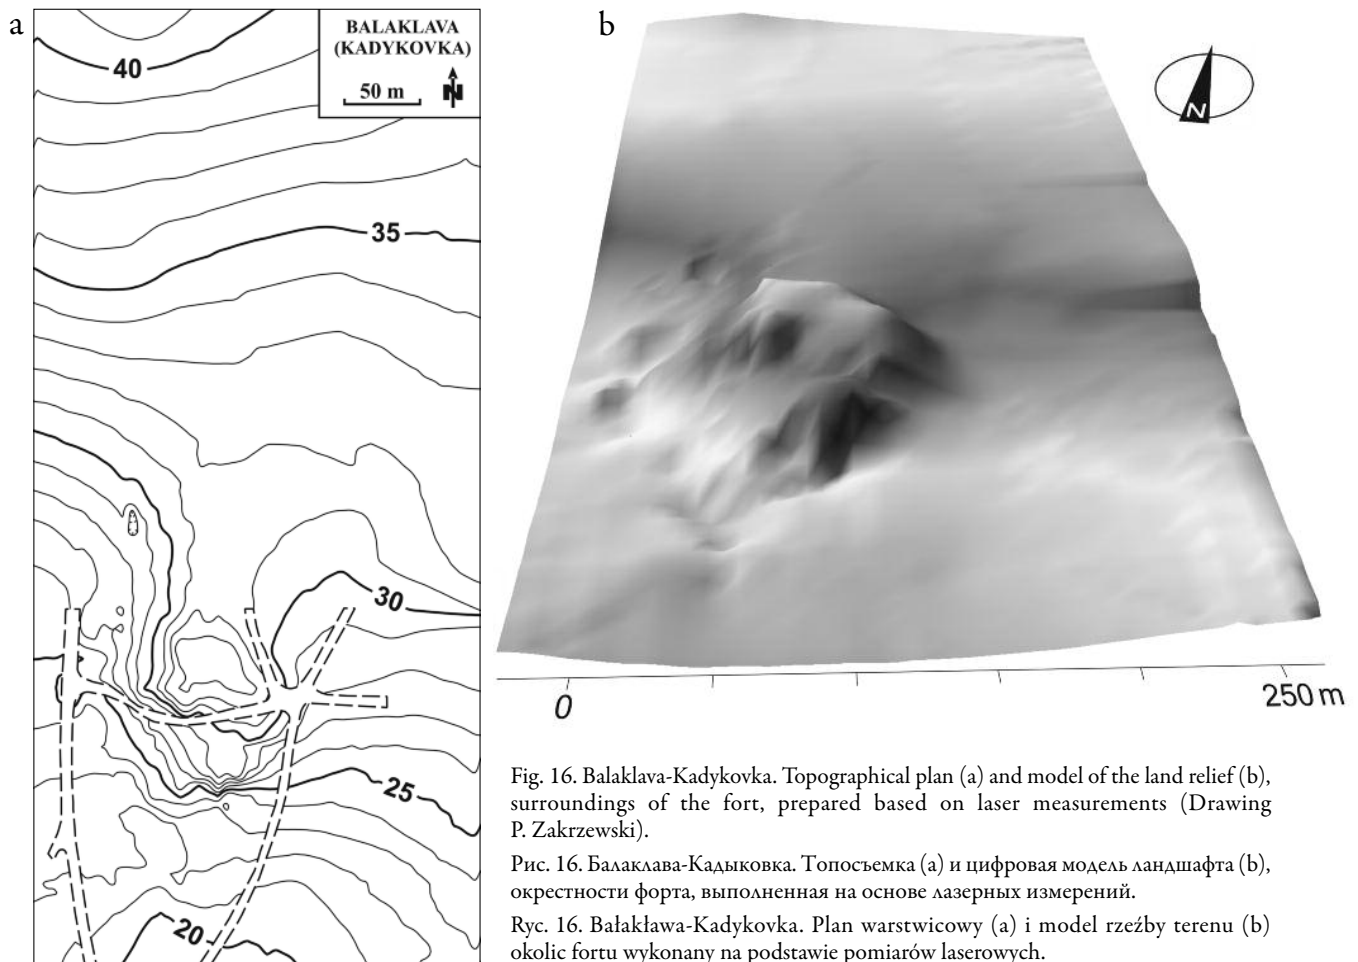 a
BALAKLAVA
(KADYKOVKA)
50 m
N
40
35
30
25
20
b
N
0
250 m
Fig. 16. Balaklava-Kadykovka. Topographical plan (a) and model of the land relief (b),
surroundings of the fort, prepared based on laser measurements (Drawing
P. Zakrzewski).
Рис. 16. Балаклава-Кадыковка. Топосъемка (a) и цифровая модель ландшафта (b),
окрестности форта, выполненная на основе лазерных измерений.
Ryc. 16. Bałakława-Kadykovka. Plan warstwicowy (a) i model rzeźby terenu (b)
okolic fortu wykonany na podstawie pomiarów laserowych.